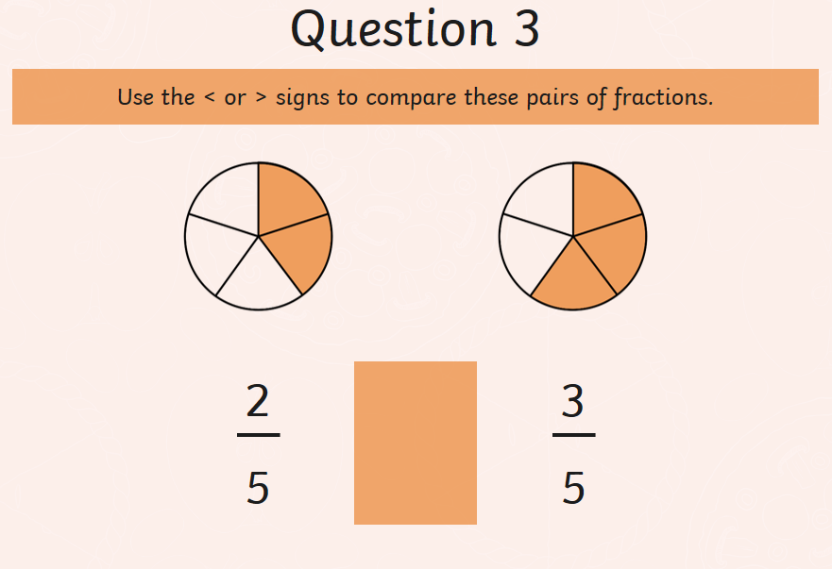 Question 3
Use the < or > signs to compare these pairs of fractions.
2 3
5 5